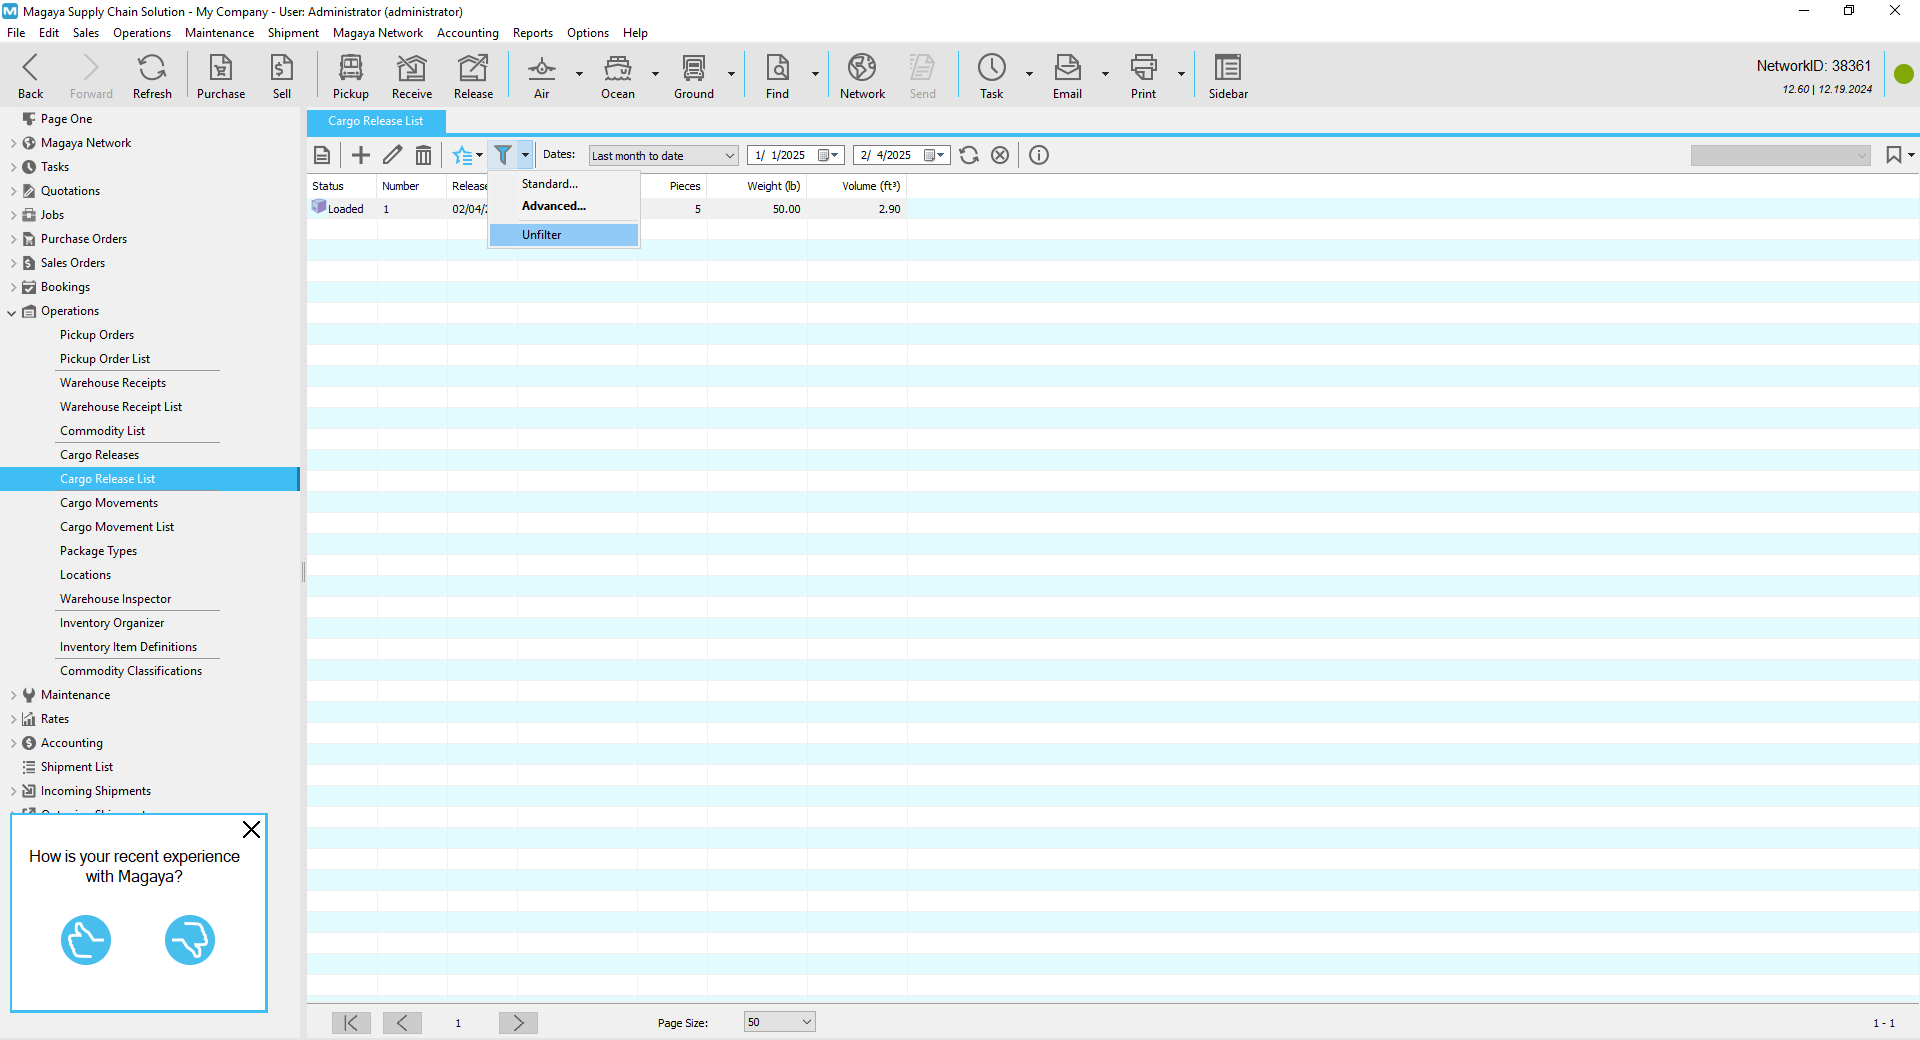 Magaya Supply Chain Solution - My Company - User: Administrator (administrator)
File Edit Sales Operations Maintenance Shipment Magaya Network Accounting Reports Options Help
Back Forward Refresh Purchase Sell Pickup Receive Release Air Ocean Ground Find Network Send Task Email Print Sidebar
NetworkID: 38361
12.60 | 12.19.2024
Page One
Magaya Network
Tasks
Quotations
Jobs
Purchase Orders
Sales Orders
Bookings
Operations
Pickup Orders
Pickup Order List
Warehouse Receipts
Warehouse Receipt List
Commodity List
Cargo Releases
Cargo Release List
Cargo Movements
Cargo Movement List
Package Types
Locations
Warehouse Inspector
Inventory Organizer
Inventory Item Definitions
Commodity Classifications
Maintenance
Rates
Accounting
Shipment List
Incoming Shipments
How is your recent experience
with Magaya?
Cargo Release List
Dates: Last month to date 1/ 1/2025 2/ 4/2025
Status Number Release Pieces Weight (lb) Volume (ft³)
Loaded 1 02/04/ 5 50.00 2.90
Standard...
Advanced...
Unfilter
1 Page Size: 50 1 - 1